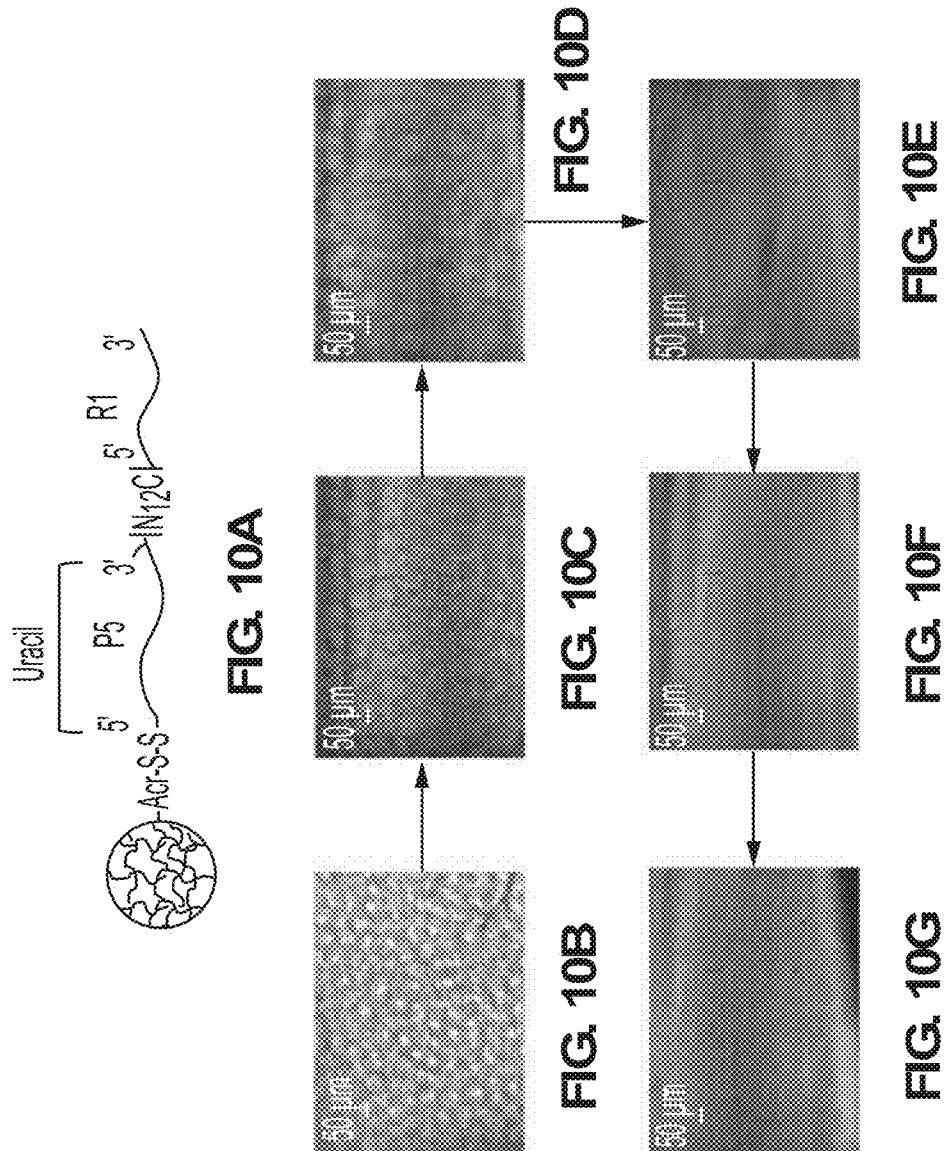 Uracil
5' P5 3'
5' R1 3'
-Acr-S-S
IN12CI
FIG. 10A
50 µm
50 µm
50 µm
FIG. 10B
FIG. 10C
FIG. 10D
50 µm
50 µm
50 µm
FIG. 10G
FIG. 10F
FIG. 10E